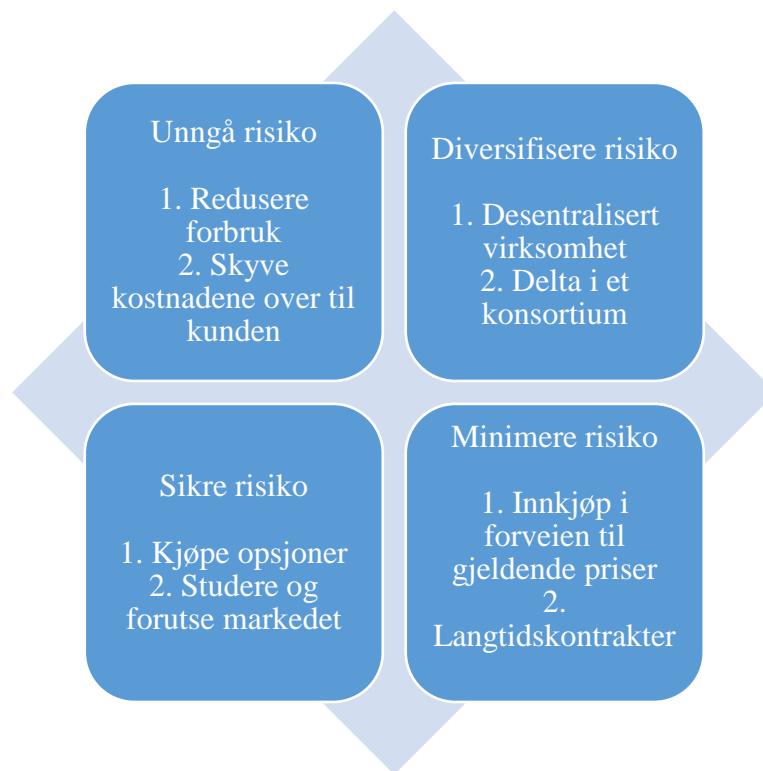 Unngå risiko
1. Redusere
forbruk
2. Skyve
kostnadene over til
kunden
Diversifisere risiko
1. Desentralisert
virksomhet
2. Delta i et
konsortium
Sikre risiko
1. Kjøpe opsjoner
2. Studere og
forutse markedet
Minimere risiko
1. Innkjøp i
forveien til
gjeldende priser
2.
Langtidskontrakter